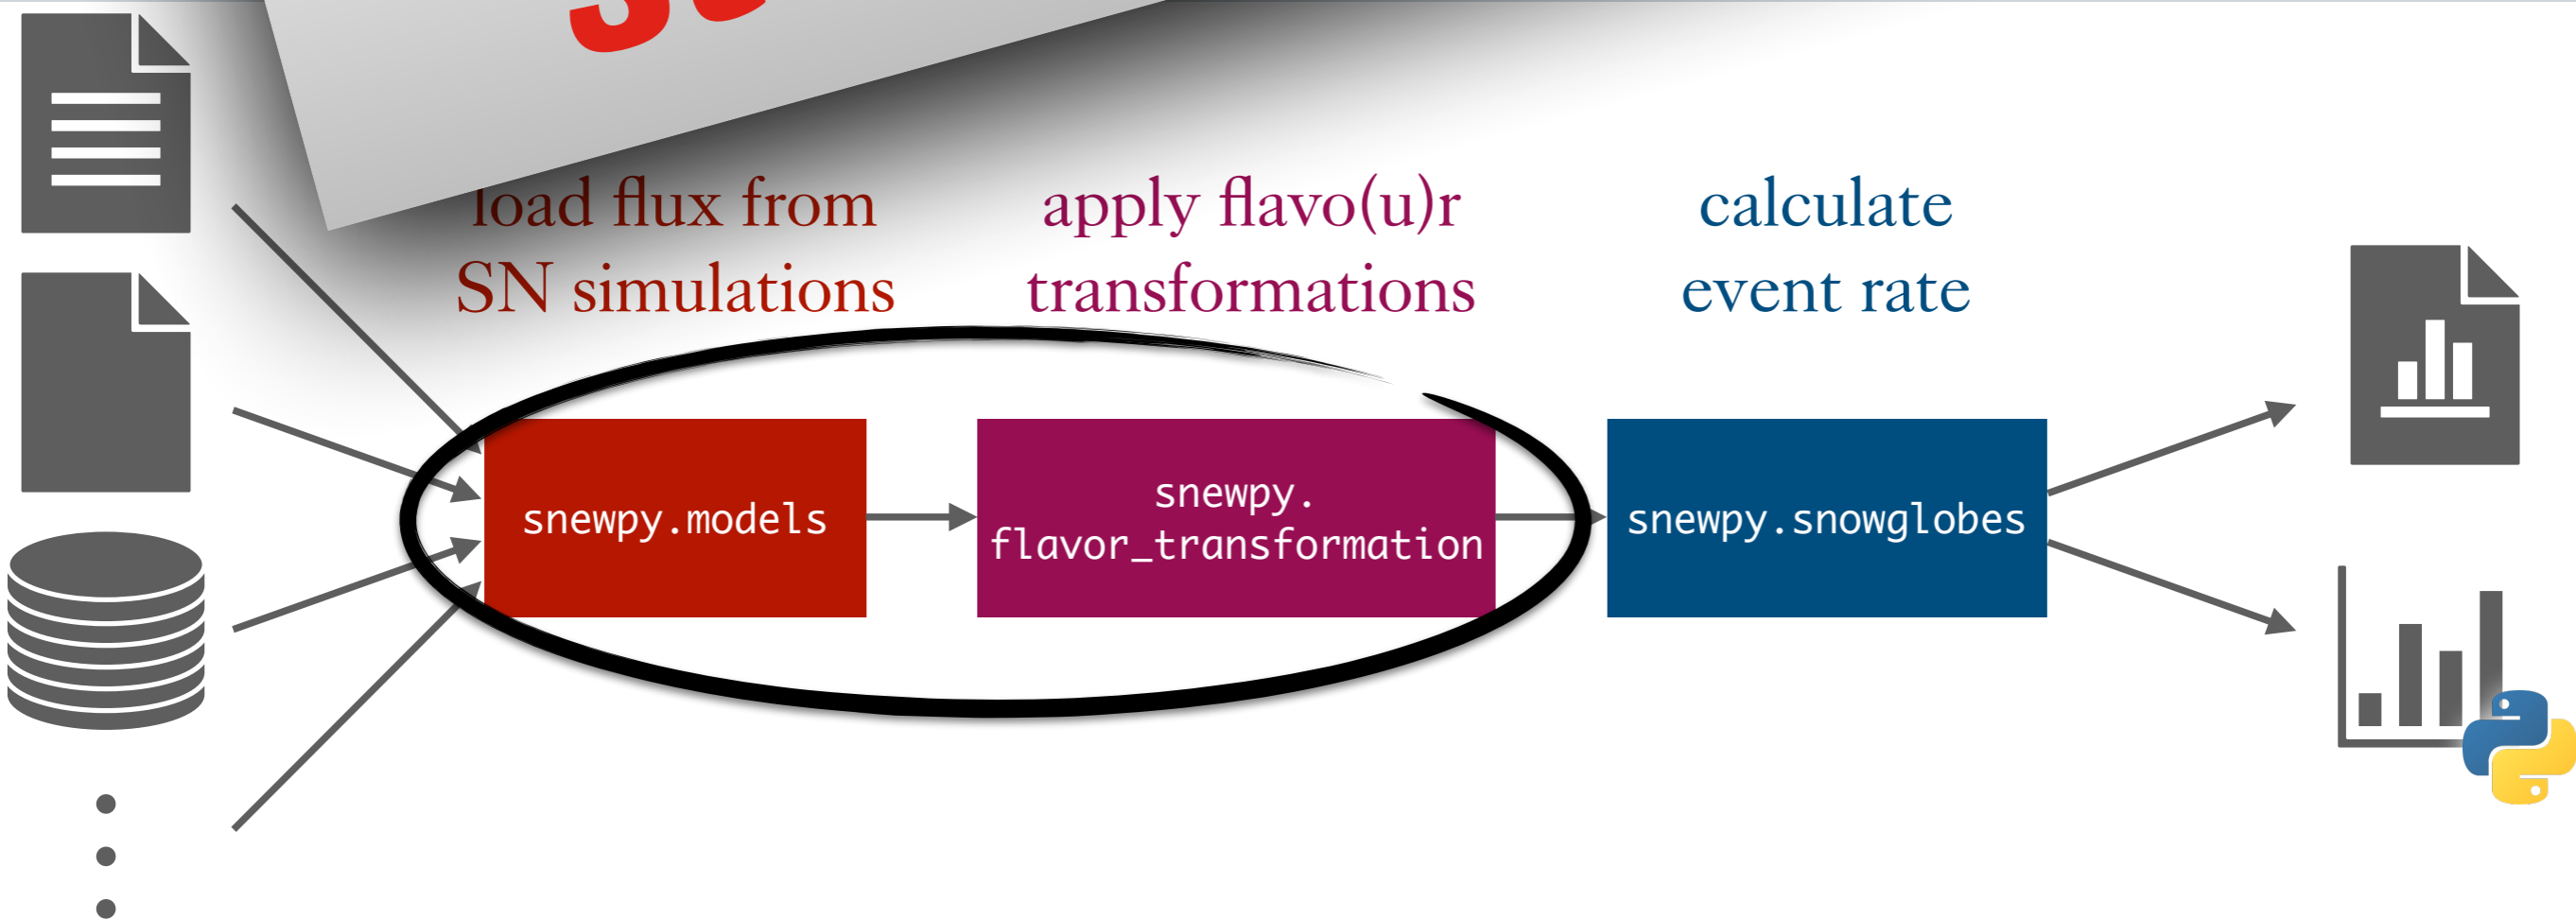 load flux from
SN simulations
apply flavo(u)r
transformations
calculate
event rate
snewpy.models
snewpy.
flavor_transformation
snewpy.snowglobes